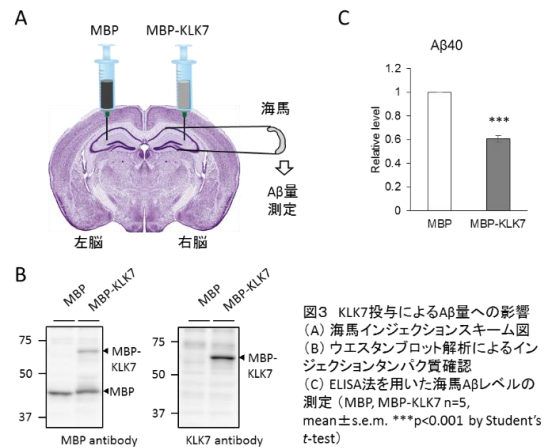 A
MBP
MBP-KLK7
海馬
Aβ量
測定
左脳
右脳
B
MBP
MBP-KLK7
75
50
37
MBP-
KLK7
MBP
MBP antibody
MBP
MBP-KLK7
75
50
37
MBP-
KLK7
KLK7 antibody
C
Aβ40
Relative level
1.2
1
0.8
0.6
0.4
0.2
0
***
MBP
MBP-KLK7
図3 KLK7投与によるAβ量への影響
(A) 海馬インジェクションスキーム図
(B) ウエスタンブロット解析によるイン
ジェクションタンパク質確認
(C) ELISA法を用いた海馬Aβレベルの
測定 (MBP, MBP-KLK7 n=5,
mean±s.e.m. ***p<0.001 by Student's
t-test)